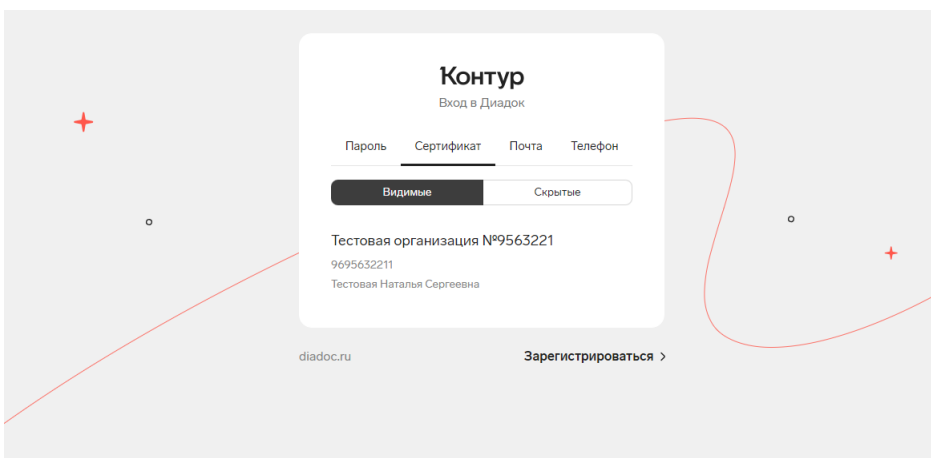 Контур
Вход в Диадок
Пароль Сертификат Почта Телефон
Видимые Скрытые
Тестовая организация №9563221
9695632211
Тестовая Наталья Сергеевна
diadoc.ru Зарегистрироваться